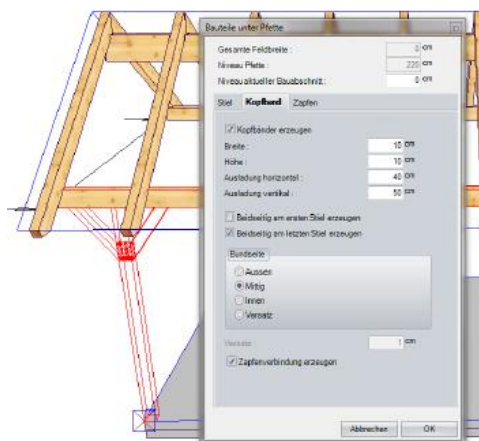 Bauteile unter Pfette
Gesamte Feldbreite : 0 cm
Niveau Pfette : 220 cm
Niveau aktueller Bauabschnitt : 0 cm
Stiel Kopfband Zapfen
Kopfbänder erzeugen
Breite : 10 cm
Höhe : 10 cm
Ausladung horizontal : 40 cm
Ausladung vertikal : 50 cm
Beidseitig am ersten Stiel erzeugen
Beidseitig am letzten Stiel erzeugen
Bundseite
Aussen
Mittig
Innen
Versatz
Versatz : 1 cm
Zapfenverbindung erzeugen
Abbrechen OK